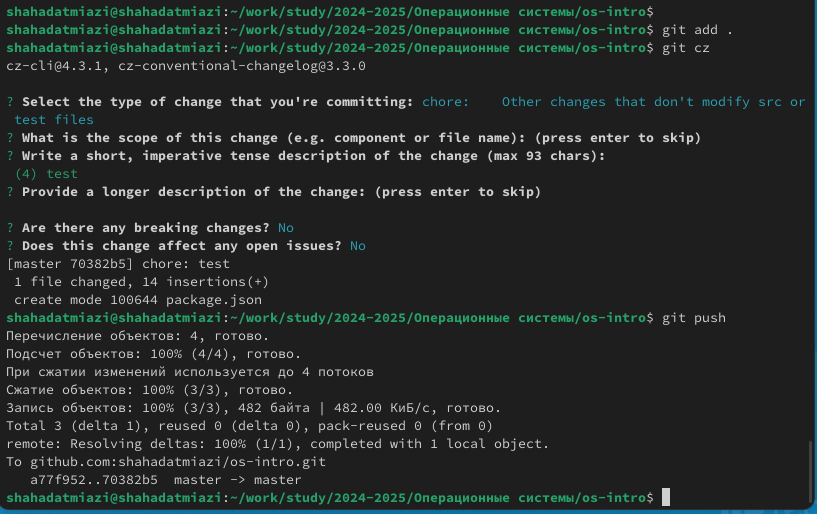 shahadatmiazi@shahadatmiazi:~/work/study/2024-2025/Операционные системы/os-intro$
shahadatmiazi@shahadatmiazi:~/work/study/2024-2025/Операционные системы/os-intro$ git add .
shahadatmiazi@shahadatmiazi:~/work/study/2024-2025/Операционные системы/os-intro$ git cz
cz-cli@4.3.1, cz-conventional-changelog@3.3.0

? Select the type of change that you're committing: chore:    Other changes that don't modify src or
 test files
? What is the scope of this change (e.g. component or file name): (press enter to skip)
? Write a short, imperative tense description of the change (max 93 chars):
 (4) test
? Provide a longer description of the change: (press enter to skip)

? Are there any breaking changes? No
? Does this change affect any open issues? No
[master 70382b5] chore: test
 1 file changed, 14 insertions(+)
 create mode 100644 package.json
shahadatmiazi@shahadatmiazi:~/work/study/2024-2025/Операционные системы/os-intro$ git push
Перечисление объектов: 4, готово.
Подсчет объектов: 100% (4/4), готово.
При сжатии изменений используется до 4 потоков
Сжатие объектов: 100% (3/3), готово.
Запись объектов: 100% (3/3), 482 байта | 482.00 КиБ/с, готово.
Total 3 (delta 1), reused 0 (delta 0), pack-reused 0 (from 0)
remote: Resolving deltas: 100% (1/1), completed with 1 local object.
To github.com:shahadatmiazi/os-intro.git
   a77f952..70382b5  master -> master
shahadatmiazi@shahadatmiazi:~/work/study/2024-2025/Операционные системы/os-intro$